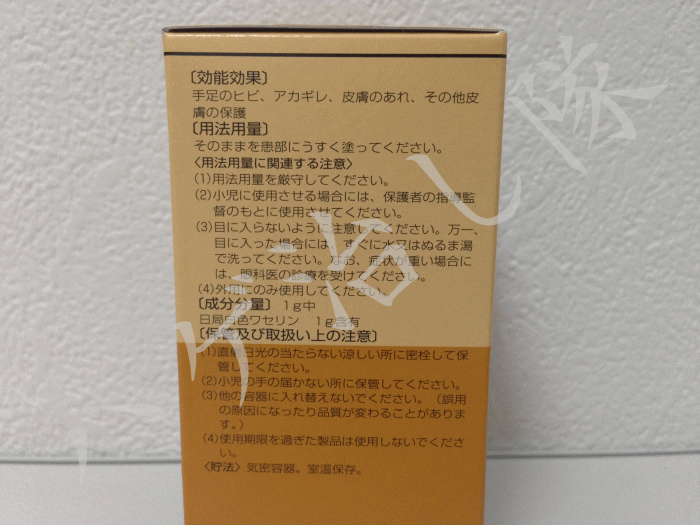 〔効能効果〕
手足のヒビ、アカギレ、皮膚のあれ、その他皮
膚の保護
〔用法用量〕
そのままを患部にうすく塗ってください。
〈用法用量に関連する注意〉
(1)用法用量を厳守してください。
(2)小児に使用させる場合には、保護者の指導監
督のもとに使用させてください。
(3)目に入らないように注意してください。万一、
目に入った場合には、すぐに水又はぬるま湯
で洗ってください。なお、症状が重い場合に
は、眼科医の診療を受けてください。
(4)外用にのみ使用してください。
〔成分分量〕 1g中
日局白色ワセリン 1g含有
〔保管及び取扱い上の注意〕
(1)直射日光の当たらない涼しい所に密栓して保
管してください。
(2)小児の手の届かない所に保管してください。
(3)他の容器に入れ替えないでください。（誤用
の原因になったり品質が変わることがありま
す。）
(4)使用期限を過ぎた製品は使用しないでくださ
い。
〈貯法〉気密容器。室温保存。